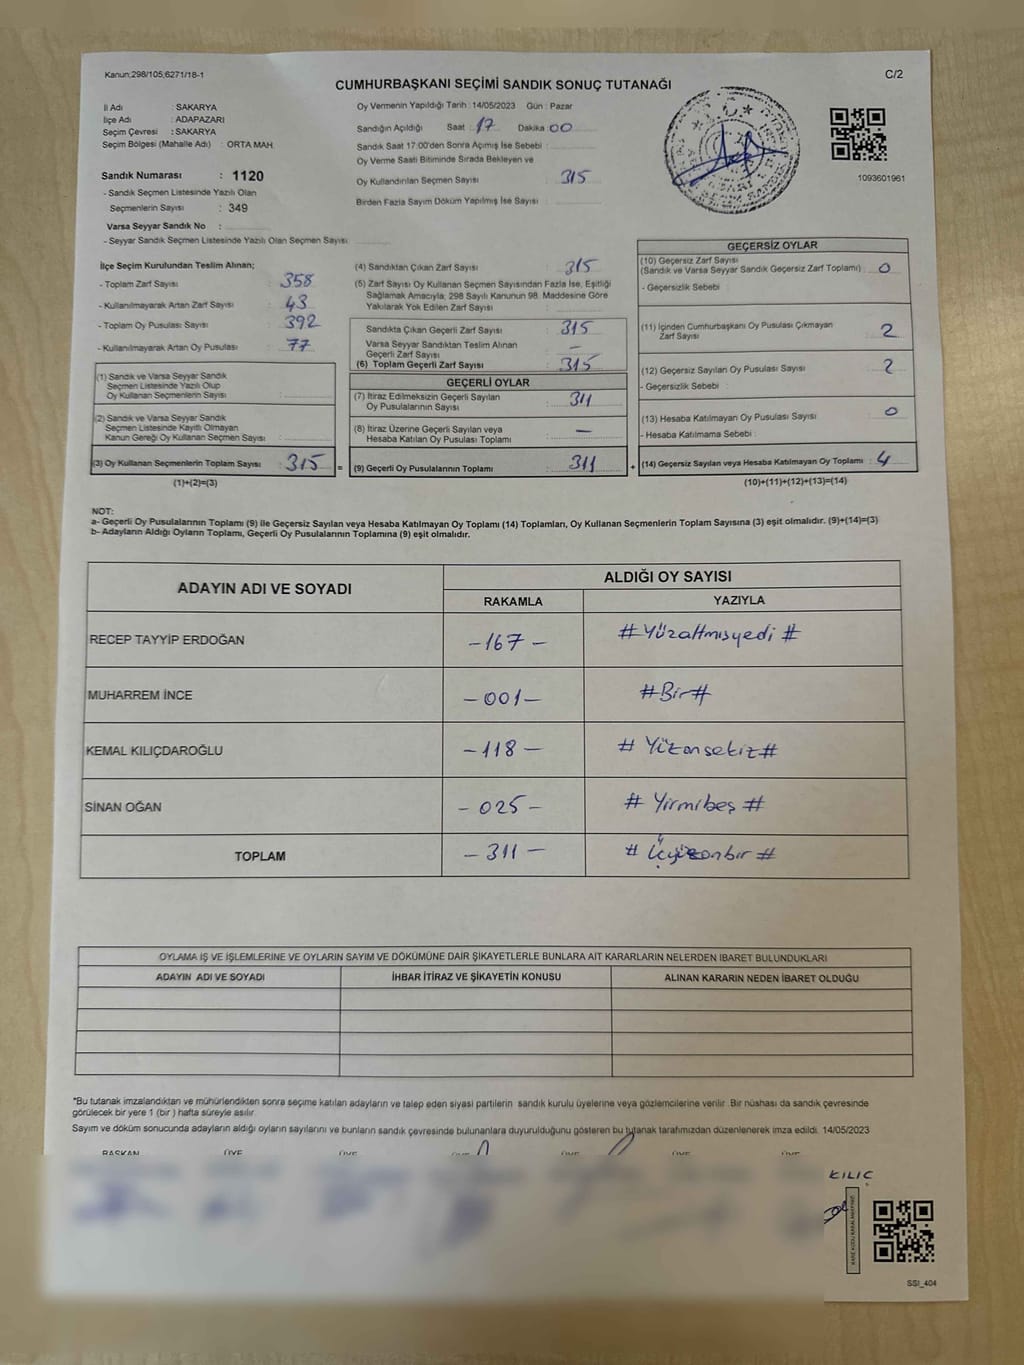 Kanun;298/105;6271/18-1
C/2
CUMHURBAŞKANI SEÇİMİ SANDIK SONUÇ TUTANAĞI
İli Adı : SAKARYA
İlçe Adı : ADAPAZARI
Seçim Çevresi : SAKARYA
Seçim Bölgesi (Mahalle Adı) : ORTA MAH.
Sandık Numarası : 1120
- Sandık Seçmen Listesinde Yazılı Olan
Seçmenlerin Sayısı : 349
Varsa Seyyar Sandık No :
- Seyyar Sandık Seçmen Listesinde Yazılı Olan Seçmen Sayısı
Oy Vermenin Yapıldığı Tarih : 14/05/2023 Gün : Pazar
Sandığın Açıldığı Saat : 17 Dakika : 00
Sandık Saat 17:00'den Sonra Açımış İse Sebebi :
Oy Verme Saati Bitiminde Sırada Bekleyen ve
Oy Kullandırılan Seçmen Sayısı : 315
Birden Fazla Sayım Döküm Yapılmış İse Sayısı :
1093601961
İlçe Seçim Kurulundan Teslim Alınan;
- Toplam Zarf Sayısı : 358
- Kullanılmayarak Artan Zarf Sayısı : 43
- Toplam Oy Pusulası Sayısı : 392
- Kullanılmayarak Artan Oy Pusulası : 77
(1) Sandık ve Varsa Seyyar Sandık
Seçmen Listesinde Yazılı Olup
Oy Kullanan Seçmenlerin Sayısı :
(2) Sandık ve Varsa Seyyar Sandık
Seçmen Listesinde Kayıtlı Olmayan
Kanun Gereği Oy Kullanan Seçmen Sayısı :
(3) Oy Kullanan Seçmenlerin Toplam Sayısı : 315
(1)+(2)=(3)
(4) Sandıktan Çıkan Zarf Sayısı : 315
(5) Zarf Sayısı Oy Kullanan Seçmen Sayısından Fazla İse, Eşitliği
Sağlamak Amacıyla; 298 Sayılı Kanunun 98. Maddesine Göre
Yakılarak Yok Edilen Zarf Sayısı :
Sandıkta Çıkan Geçerli Zarf Sayısı : 315
Varsa Seyyar Sandıktan Teslim Alınan
Geçerli Zarf Sayısı : –
(6) Toplam Geçerli Zarf Sayısı : 315
GEÇERLİ OYLAR
(7) İtiraz Edilmeksizin Geçerli Sayılan
Oy Pusulalarının Sayısı : 311
(8) İtiraz Üzerine Geçerli Sayılan veya
Hesaba Katılan Oy Pusulası Toplamı : –
= (9) Geçerli Oy Pusulalarının Toplamı : 311
GEÇERSİZ OYLAR
(10) Geçersiz Zarf Sayısı
(Sandık ve Varsa Seyyar Sandık Geçersiz Zarf Toplamı) : 0
- Geçersizlik Sebebi :
(11) İçinden Cumhurbaşkanı Oy Pusulası Çıkmayan
Zarf Sayısı : 2
(12) Geçersiz Sayılan Oy Pusulası Sayısı : 2
- Geçersizlik Sebebi :
(13) Hesaba Katılmayan Oy Pusulası Sayısı : 0
- Hesaba Katılmama Sebebi :
+ (14) Geçersiz Sayılan veya Hesaba Katılmayan Oy Toplamı : 4
(10)+(11)+(12)+(13)=(14)
NOT:
a- Geçerli Oy Pusulalarının Toplamı (9) ile Geçersiz Sayılan veya Hesaba Katılmayan Oy Toplamı (14) Toplamları, Oy Kullanan Seçmenlerin Toplam Sayısına (3) eşit olmalıdır. (9)+(14)=(3)
b- Adayların Aldığı Oyların Toplamı, Geçerli Oy Pusulalarının Toplamına (9) eşit olmalıdır.
ADAYIN ADI VE SOYADI ALDIĞI OY SAYISI
RAKAMLA YAZIYLA
RECEP TAYYİP ERDOĞAN -167- #Yüzaltmışyedi#
MUHARREM İNCE -001- #Bir#
KEMAL KILIÇDAROĞLU -118- #Yüzonsekiz#
SİNAN OĞAN -025- #Yirmibeş#
TOPLAM -311- #Üçyüzonbir#
OYLAMA İŞ VE İŞLEMLERİNE VE OYLARIN SAYIM VE DÖKÜMÜNE DAİR ŞİKAYETLERLE BUNLARA AİT KARARLARIN NELERDEN İBARET BULUNDUKLARI
ADAYIN ADI VE SOYADI İHBAR İTİRAZ VE ŞİKAYETİN KONUSU ALINAN KARARIN NEDEN İBARET OLDUĞU
*Bu tutanak imzalandıktan ve mühürlendikten sonra seçime katılan adayların ve talep eden siyasi partilerin sandık kurulu üyelerine veya gözlemcilerine verilir. Bir nüshası da sandık çevresinde
görülecek bir yere 1 (bir ) hafta süreyle asılır.
Sayım ve döküm sonucunda adayların aldığı oyların sayılarını ve bunların sandık çevresinde bulunanlara duyurulduğunu gösteren bu tutanak tarafımızdan düzenlenerek imza edildi. 14/05/2023
BAŞKAN ÜYE ÜYE ÜYE ÜYE ÜYE ÜYE
KILIC
SSI_404